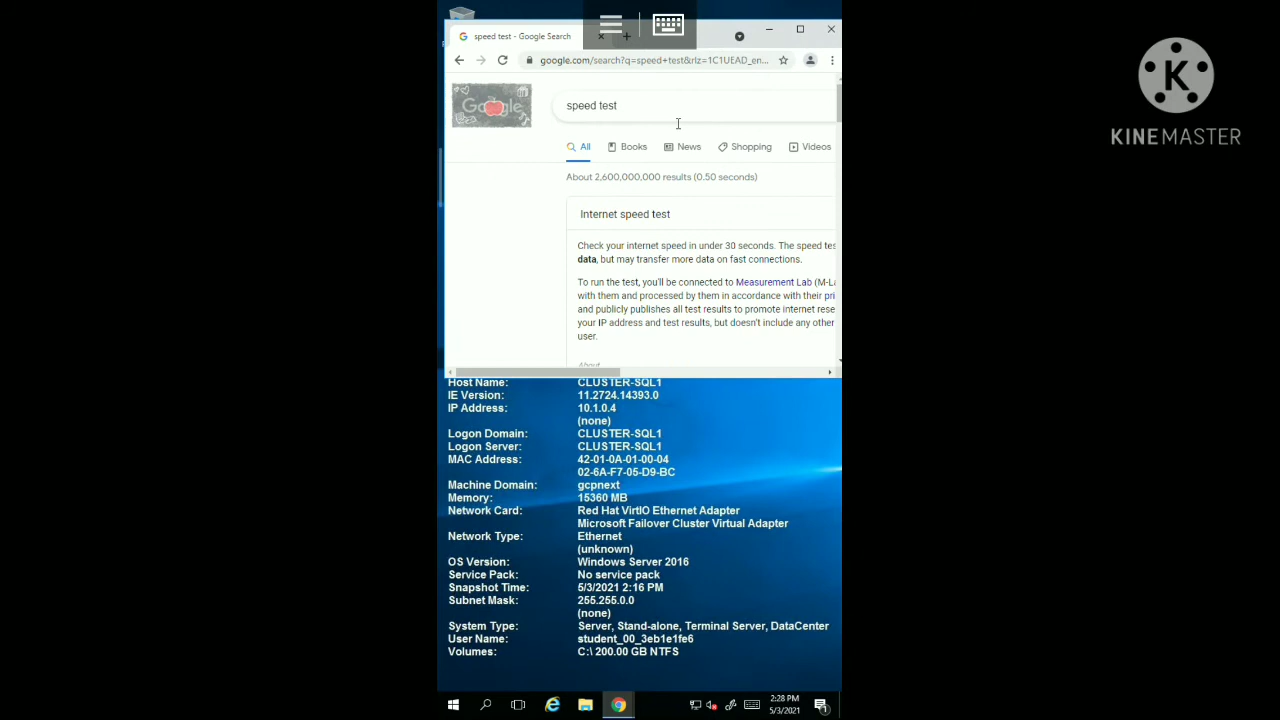 speed test - Google Search
google.com/search?q=speed+test&rlz=1C1UEAD_en...
Google
speed test
All Books News Shopping Videos
About 2,600,000,000 results (0.50 seconds)
Internet speed test
Check your internet speed in under 30 seconds. The speed tes
data, but may transfer more data on fast connections.
To run the test, you'll be connected to Measurement Lab (M-La
with them and processed by them in accordance with their pri
and publicly publishes all test results to promote internet rese
your IP address and test results, but doesn't include any other
user.
About
Host Name: CLUSTER-SQL1
IE Version: 11.2724.14393.0
IP Address: 10.1.0.4
(none)
Logon Domain: CLUSTER-SQL1
Logon Server: CLUSTER-SQL1
MAC Address: 42-01-0A-01-00-04
02-6A-F7-05-D9-BC
Machine Domain: gcpnext
Memory: 15360 MB
Network Card: Red Hat VirtIO Ethernet Adapter
Microsoft Failover Cluster Virtual Adapter
Network Type: Ethernet
(unknown)
OS Version: Windows Server 2016
Service Pack: No service pack
Snapshot Time: 5/3/2021 2:16 PM
Subnet Mask: 255.255.0.0
(none)
System Type: Server, Stand-alone, Terminal Server, DataCenter
User Name: student_00_3eb1e1fe6
Volumes: C:\ 200.00 GB NTFS
2:28 PM
5/3/2021
1
K
KINEMASTER